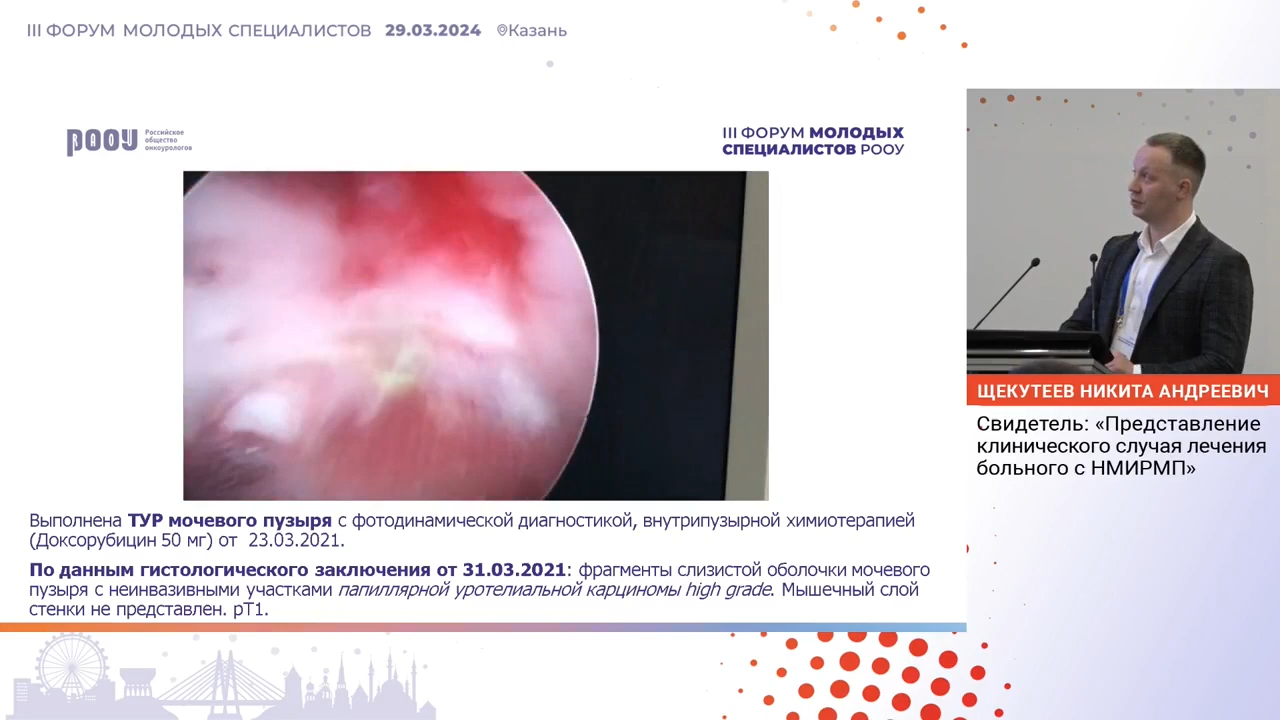 III ФОРУМ МОЛОДЫХ СПЕЦИАЛИСТОВ 29.03.2024 Казань
РООУ Российское
общество
онкоурологов
III ФОРУМ МОЛОДЫХ
СПЕЦИАЛИСТОВ РООУ
Выполнена ТУР мочевого пузыря с фотодинамической диагностикой, внутрипузырной химиотерапией
(Доксорубицин 50 мг) от 23.03.2021.
По данным гистологического заключения от 31.03.2021: фрагменты слизистой оболочки мочевого
пузыря с неинвазивными участками папиллярной уротелиальной карциномы high grade. Мышечный слой
стенки не представлен. pT1.
ЩЕКУТЕЕВ НИКИТА АНДРЕЕВИЧ
Свидетель: «Представление
клинического случая лечения
больного с НМИРМП»